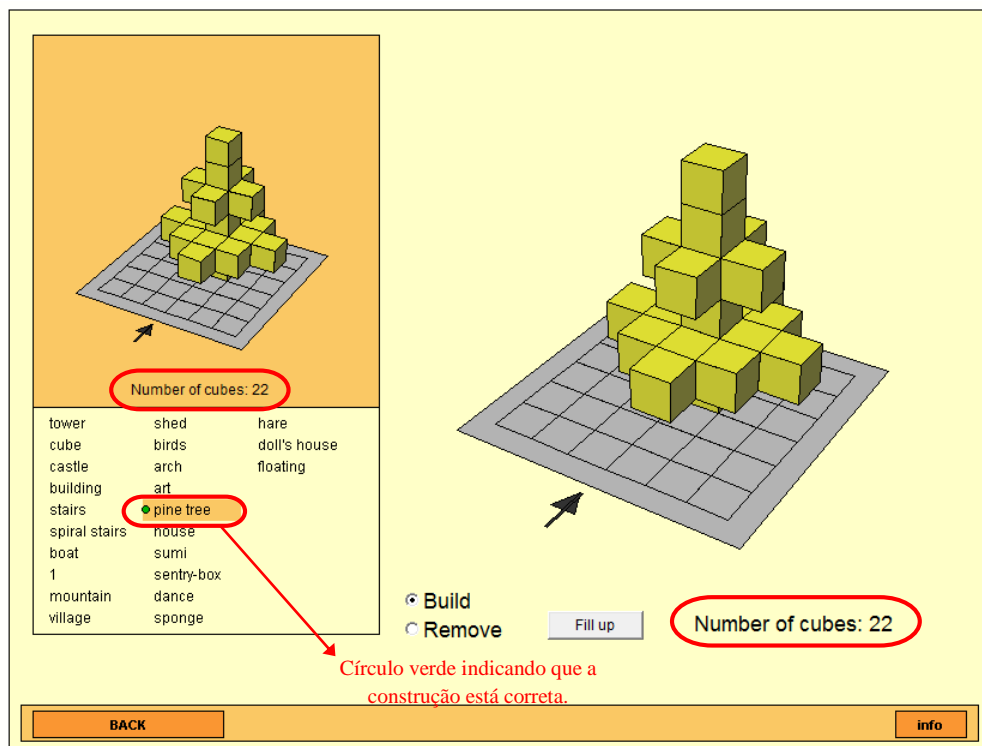 Number of cubes: 22
tower shed hare
cube birds doll's house
castle arch floating
building art
stairs pine tree
spiral stairs house
boat sumi
1 sentry-box
mountain dance
village sponge
Build
Remove
Fill up
Number of cubes: 22
Círculo verde indicando que a
construção está correta.
BACK
info